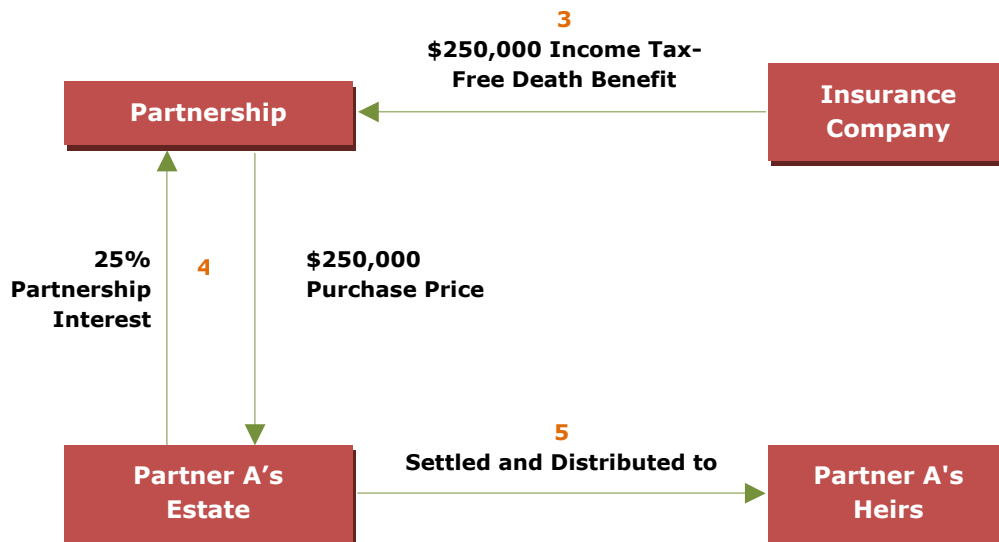 3
$250,000 Income Tax-
Free Death Benefit
Partnership
Insurance
Company
25%
Partnership
Interest
4
$250,000
Purchase Price
5
Settled and Distributed to
Partner A’s
Estate
Partner A's
Heirs